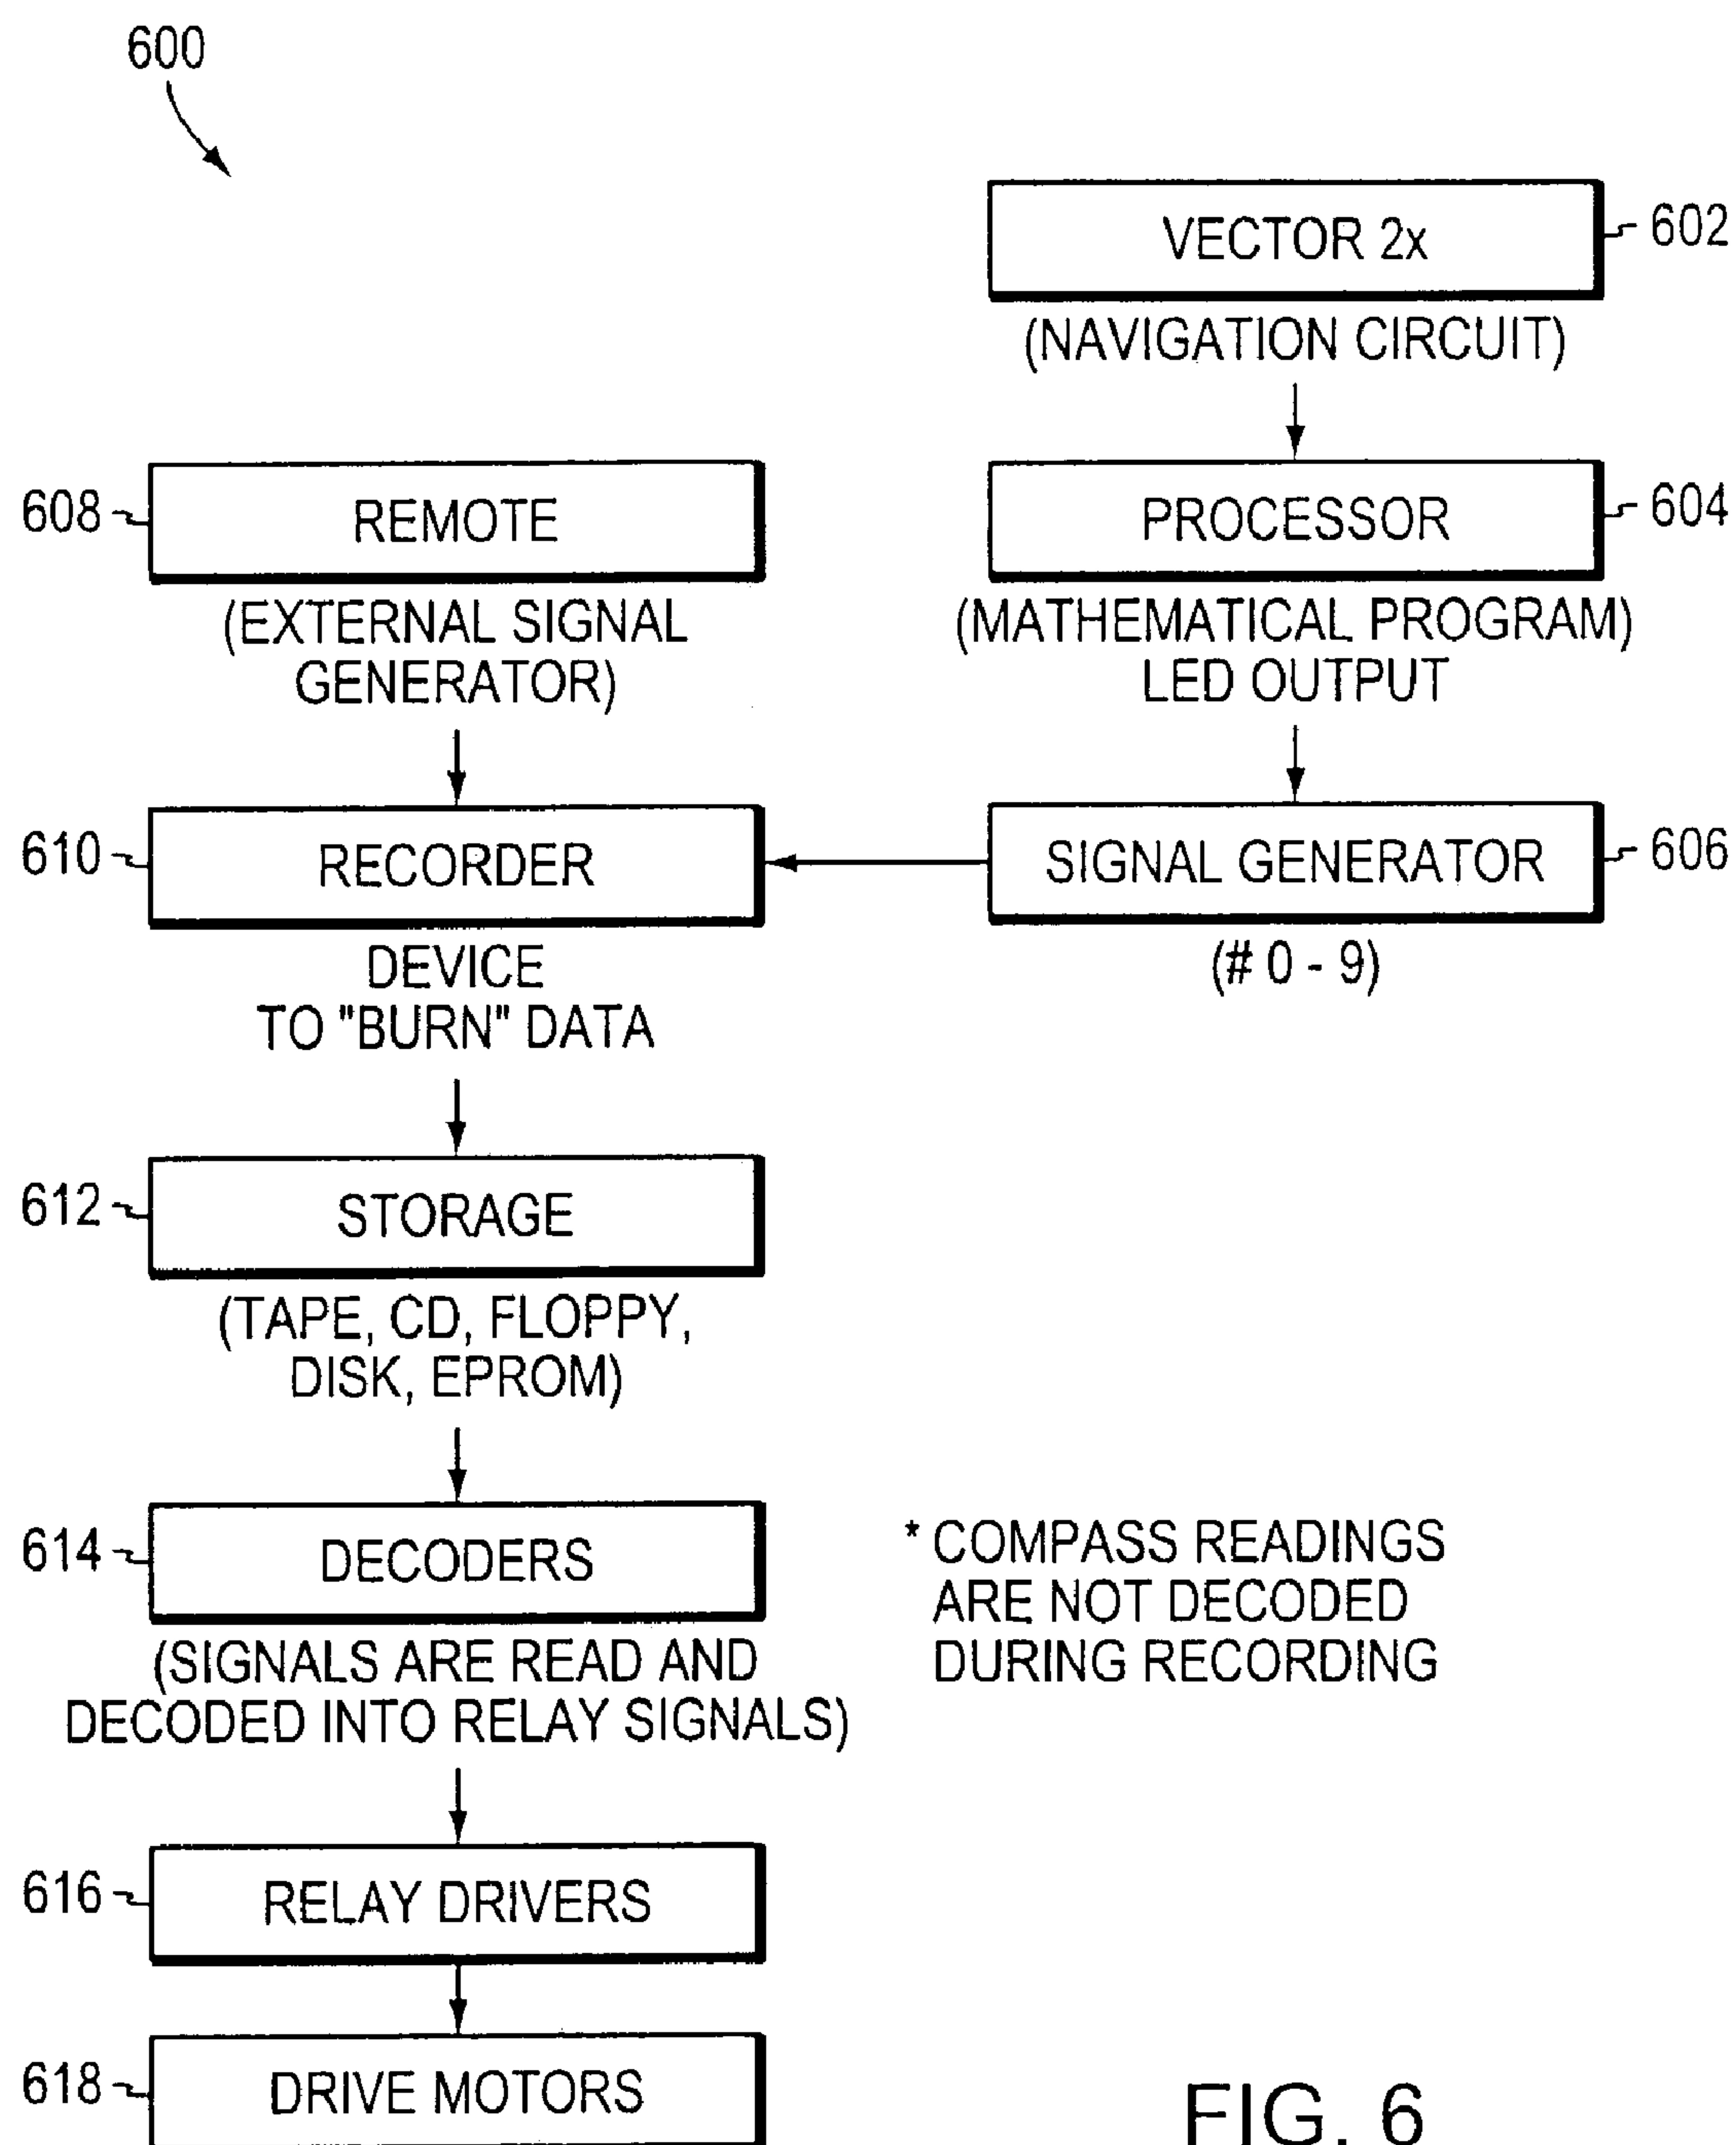 600
VECTOR 2x
602
(NAVIGATION CIRCUIT)
608
REMOTE
(EXTERNAL SIGNAL
GENERATOR)
PROCESSOR
604
(MATHEMATICAL PROGRAM)
LED OUTPUT
610
RECORDER
DEVICE
TO "BURN" DATA
SIGNAL GENERATOR
606
(# 0 - 9)
612
STORAGE
(TAPE, CD, FLOPPY,
DISK, EPROM)
614
DECODERS
(SIGNALS ARE READ AND
DECODED INTO RELAY SIGNALS)
* COMPASS READINGS
ARE NOT DECODED
DURING RECORDING
616
RELAY DRIVERS
618
DRIVE MOTORS
FIG. 6